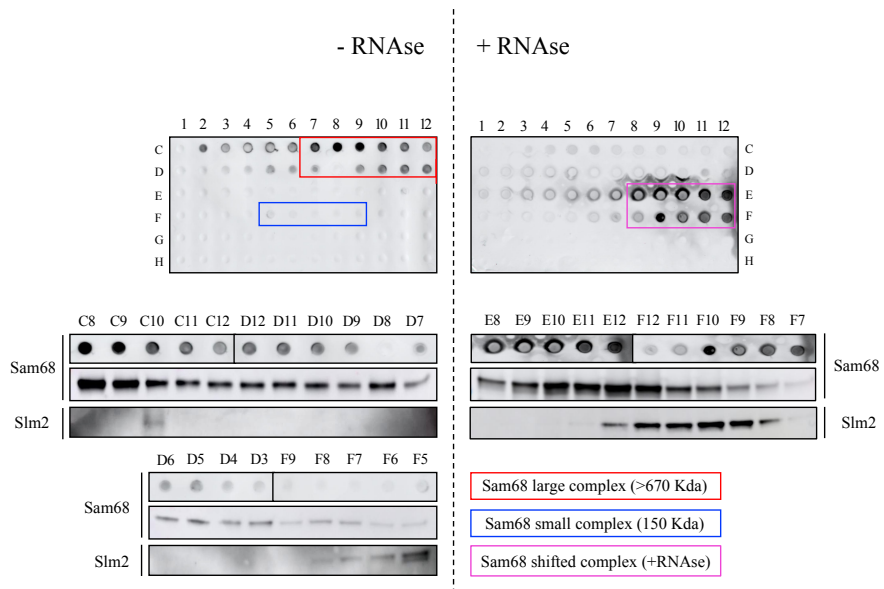 - RNAse
+ RNAse
1 2 3 4 5 6 7 8 9 10 11 12
C
D
E
F
G
H
1 2 3 4 5 6 7 8 9 10 11 12
C
D
E
F
G
H
C8 C9 C10 C11 C12 D12 D11 D10 D9 D8 D7
Sam68
Slm2
E8 E9 E10 E11 E12 F12 F11 F10 F9 F8 F7
Sam68
Slm2
D6 D5 D4 D3 F9 F8 F7 F6 F5
Sam68
Slm2
Sam68 large complex (>670 Kda)
Sam68 small complex (150 Kda)
Sam68 shifted complex (+RNAse)